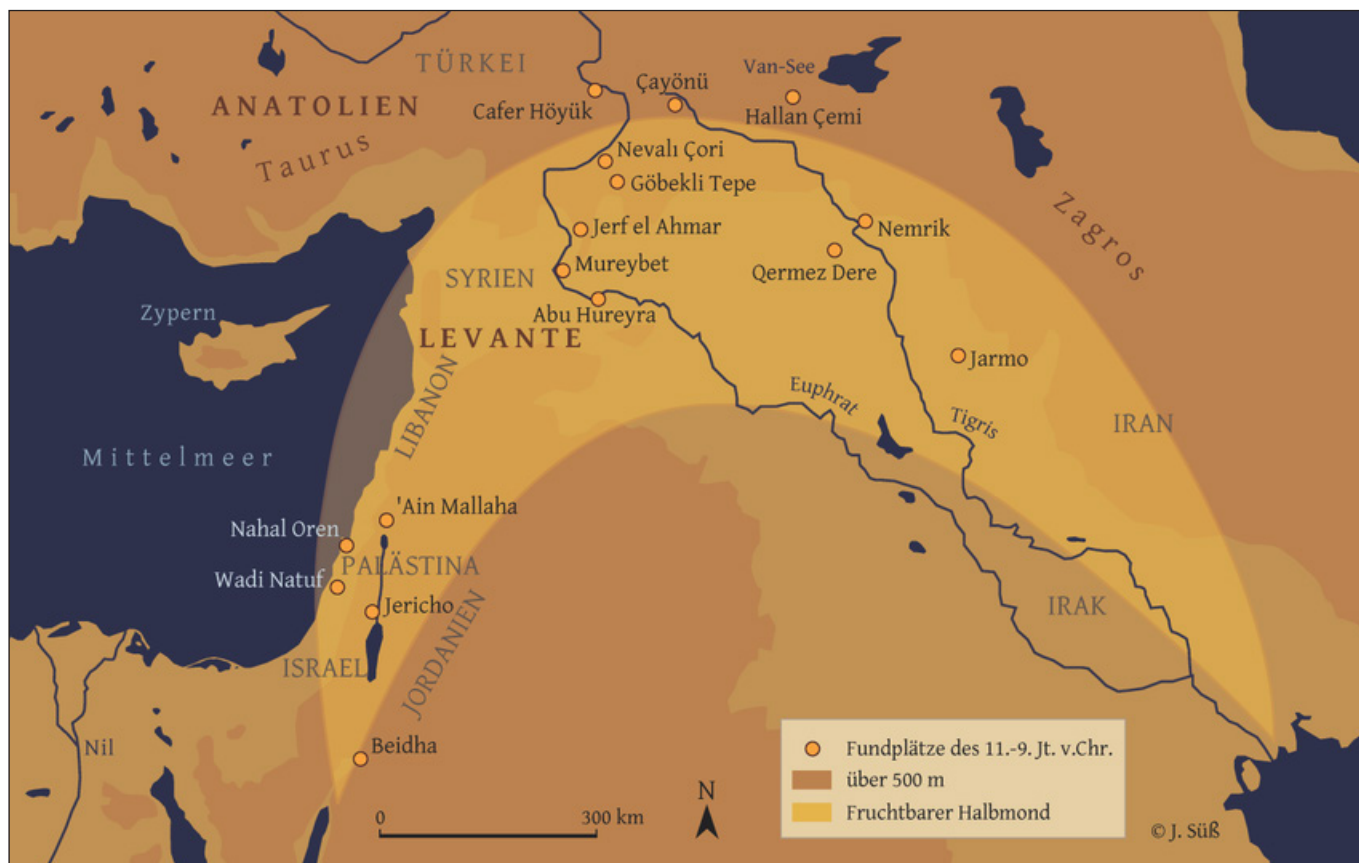 TÜRKEI
Van-See
Çayönü
ANATOLIEN
Cafer Höyük
Hallan Çemi
Taurus
Nevalı Çori
Göbekli Tepe
Zagros
Jerf el Ahmar
Nemrik
SYRIEN
Mureybet
Qermez Dere
Zypern
Abu Hureyra
LEVANTE
Jarmo
LIBANON
Euphrat
Tigris
IRAN
Mittelmeer
'Ain Mallaha
Nahal Oren
PALÄSTINA
Wadi Natuf
Jericho
IRAK
ISRAEL
JORDANIEN
Nil
Beidha
N
0 300 km
Fundplätze des 11.-9. Jt. v.Chr.
über 500 m
Fruchtbarer Halbmond
© J. Süß